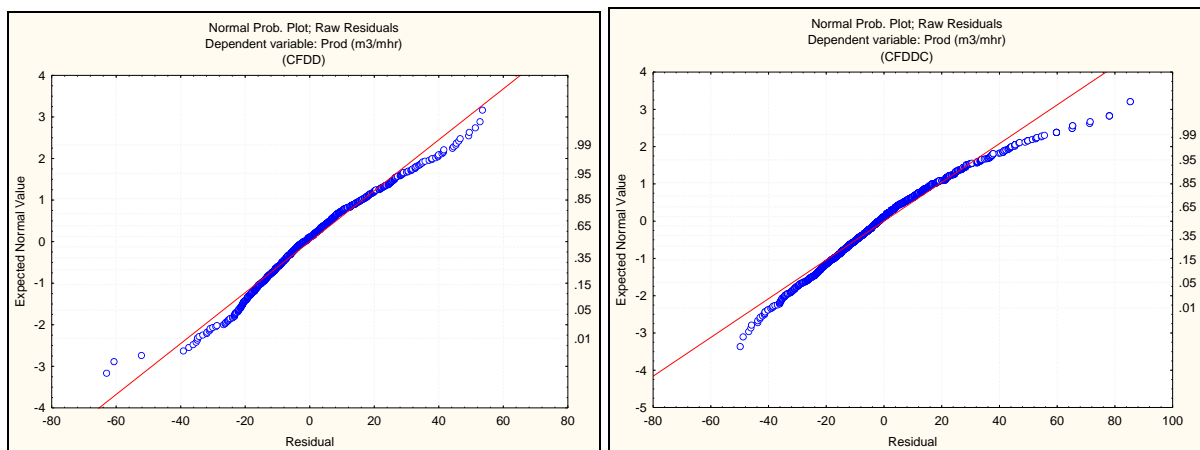 Normal Prob. Plot; Raw Residuals
Dependent variable: Prod (m3/mhr)
(CFDD)
4
3
2
1
0
-1
-2
-3
-4
Expected Normal Value
.99
.95
.85
.65
.35
.15
.05
.01
-80 -60 -40 -20 0 20 40 60 80
Residual
Normal Prob. Plot; Raw Residuals
Dependent variable: Prod (m3/mhr)
(CFDDC)
4
3
2
1
0
-1
-2
-3
-4
-5
Expected Normal Value
.99
.95
.85
.65
.35
.15
.05
.01
-80 -60 -40 -20 0 20 40 60 80 100
Residual